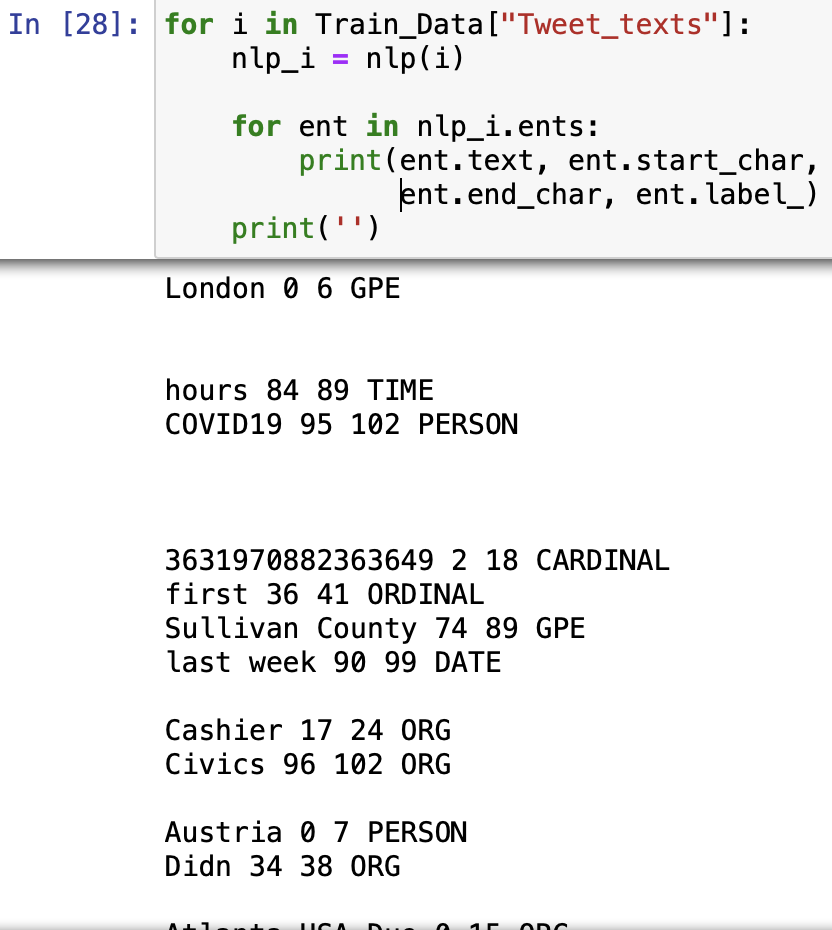 In [28]: for i in Train_Data["Tweet_texts"]:
nlp_i = nlp(i)
for ent in nlp_i.ents:
print(ent.text, ent.start_char,
ent.end_char, ent.label_)
print('')
London 0 6 GPE
hours 84 89 TIME
COVID19 95 102 PERSON
3631970882363649 2 18 CARDINAL
first 36 41 ORDINAL
Sullivan County 74 89 GPE
last week 90 99 DATE
Cashier 17 24 ORG
Civics 96 102 ORG
Austria 0 7 PERSON
Didn 34 38 ORG
Atlanta USA Due 0 15 ORG